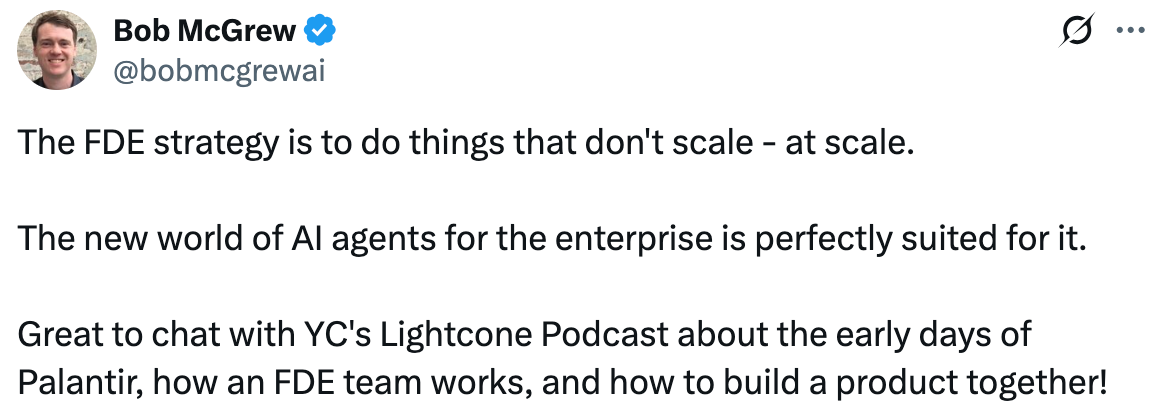 Bob McGrew
@bobmcgrewai
The FDE strategy is to do things that don't scale - at scale.
The new world of AI agents for the enterprise is perfectly suited for it.
Great to chat with YC's Lightcone Podcast about the early days of
Palantir, how an FDE team works, and how to build a product together!